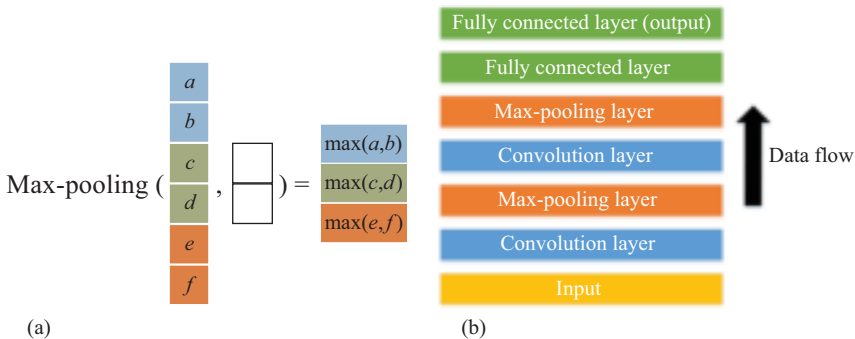 Max-pooling (
a
b
c
d
e
f
, ) =
max(a,b)
max(c,d)
max(e,f)
(a)
Fully connected layer (output)
Fully connected layer
Max-pooling layer
Convolution layer
Max-pooling layer
Convolution layer
Input
Data flow
(b)